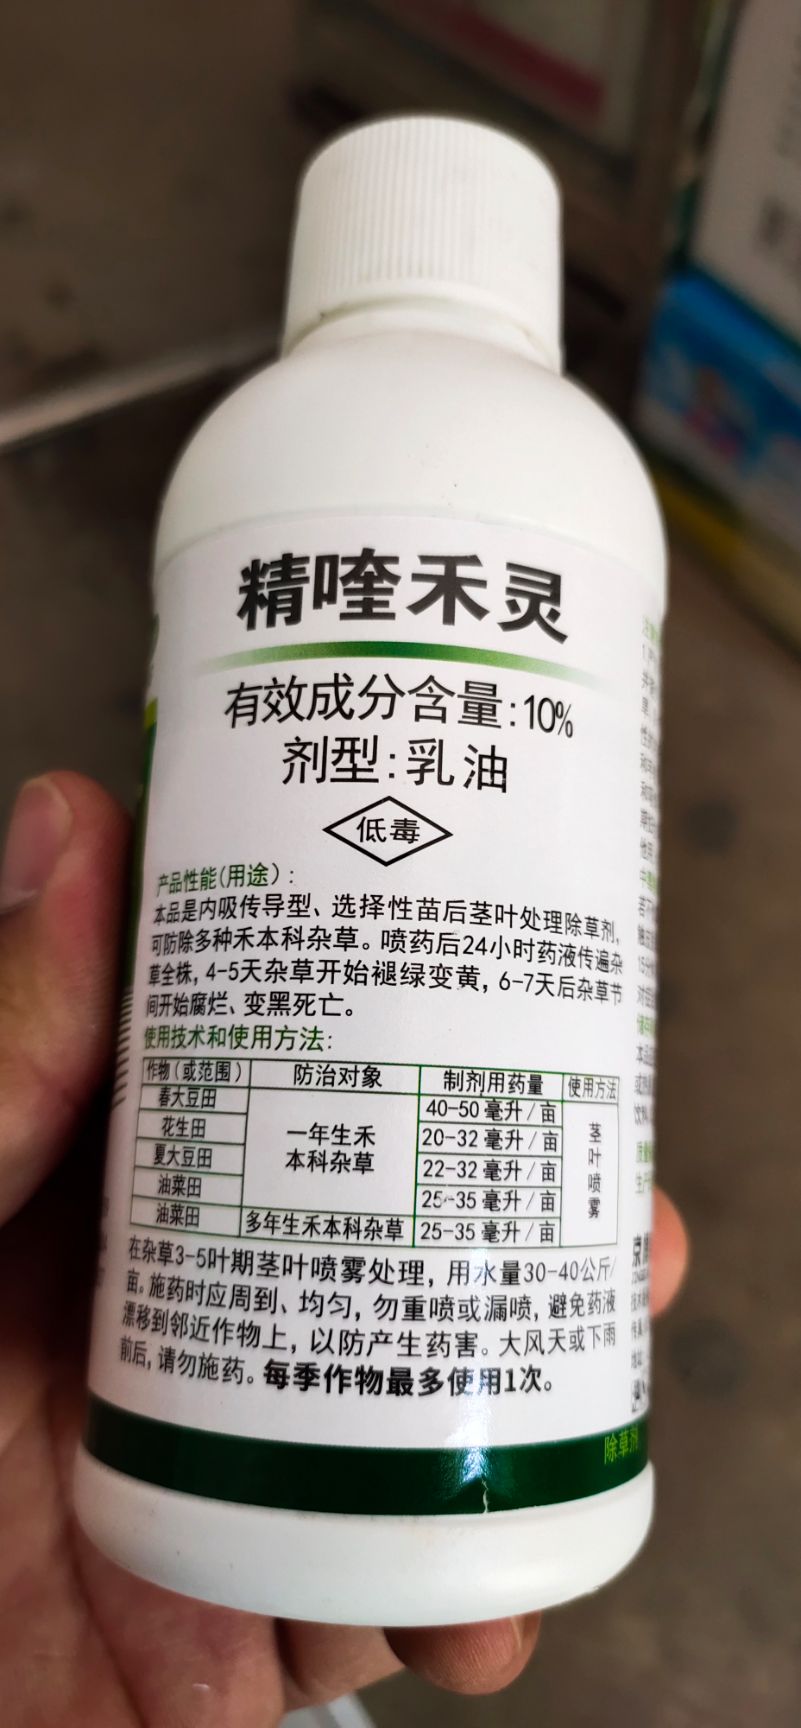 精喹禾灵
有效成分含量:10%
剂型:乳油
低毒
产品性能(用途):
本品是内吸传导型、选择性苗后茎叶处理除草剂,
可防除多种禾本科杂草。喷药后24小时药液传遍杂
草全株,4-5天杂草开始褪绿变黄,6-7天后杂草节
间开始腐烂、变黑死亡。
使用技术和使用方法:
作物(或范围) 防治对象 制剂用药量 使用方法
春大豆田 一年生禾本科杂草 40-50毫升/亩 茎叶喷雾
花生田 20-32毫升/亩
夏大豆田 22-32毫升/亩
油菜田 25-35毫升/亩
油菜田 多年生禾本科杂草 25-35毫升/亩
在杂草3-5叶期茎叶喷雾处理,用水量30-40公斤/
亩。施药时应周到、均匀,勿重喷或漏喷,避免药液
漂移到邻近作物上,以防产生药害。大风天或下雨
前后,请勿施药。每季作物最多使用1次。
除草剂